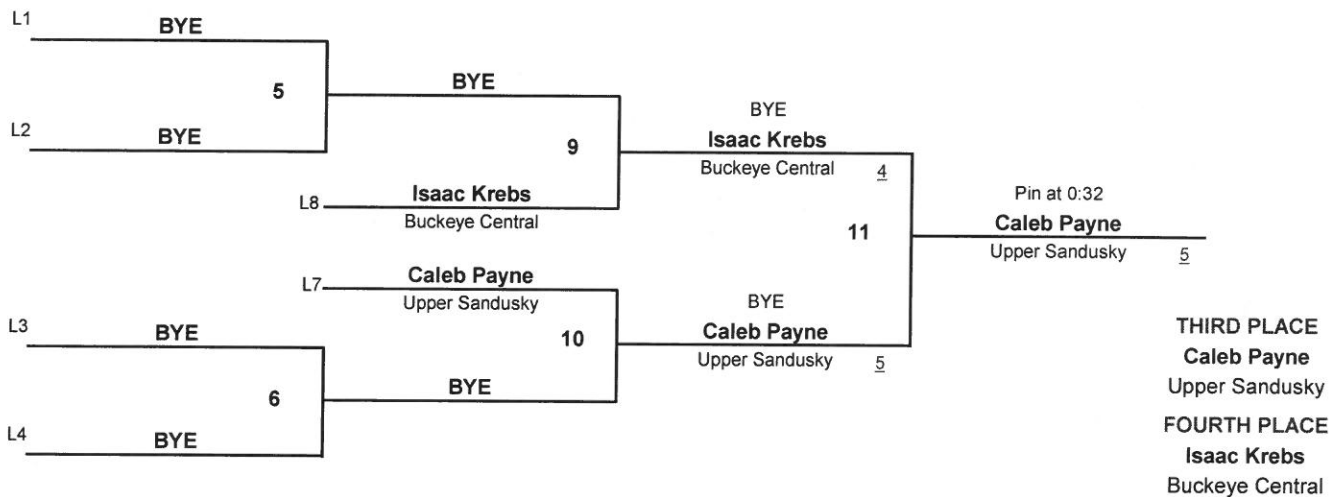 L1
BYE
5
BYE
L2
BYE
9
BYE
Isaac Krebs
Buckeye Central 4
L8
Isaac Krebs
Buckeye Central
11
Pin at 0:32
Caleb Payne
Upper Sandusky 5
L7
Caleb Payne
Upper Sandusky
10
BYE
Caleb Payne
Upper Sandusky 5
L3
BYE
6
BYE
L4
BYE
THIRD PLACE
Caleb Payne
Upper Sandusky
FOURTH PLACE
Isaac Krebs
Buckeye Central